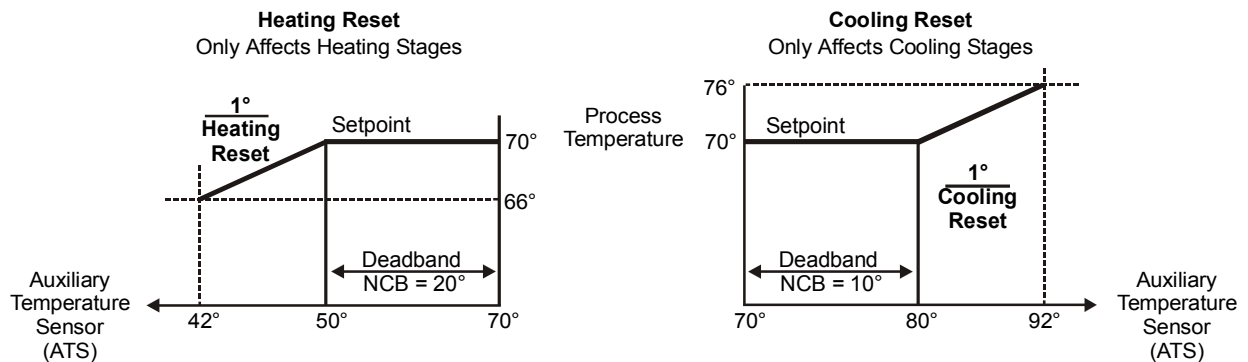 Heating Reset
Only Affects Heating Stages
1°
Heating
Reset
Setpoint
70°
66°
Deadband
NCB = 20°
Auxiliary
Temperature
Sensor
(ATS)
42°
50°
70°
Process
Temperature
Cooling Reset
Only Affects Cooling Stages
76°
70°
Setpoint
1°
Cooling
Reset
Deadband
NCB = 10°
70°
80°
92°
Auxiliary
Temperature
Sensor
(ATS)